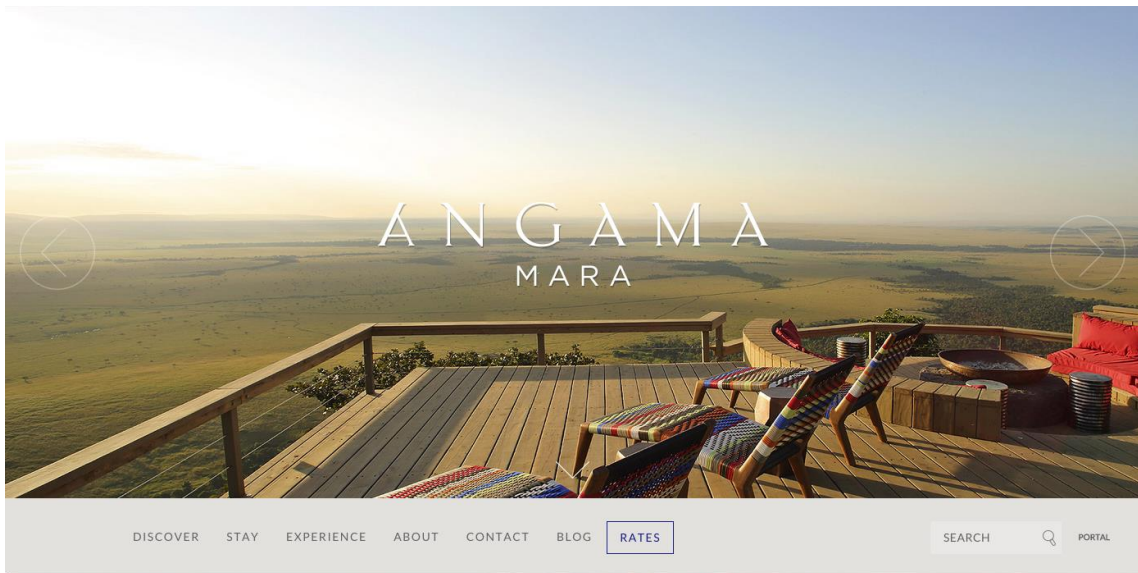 ANGAMA
MARA
DISCOVER STAY EXPERIENCE ABOUT CONTACT BLOG RATES SEARCH PORTAL